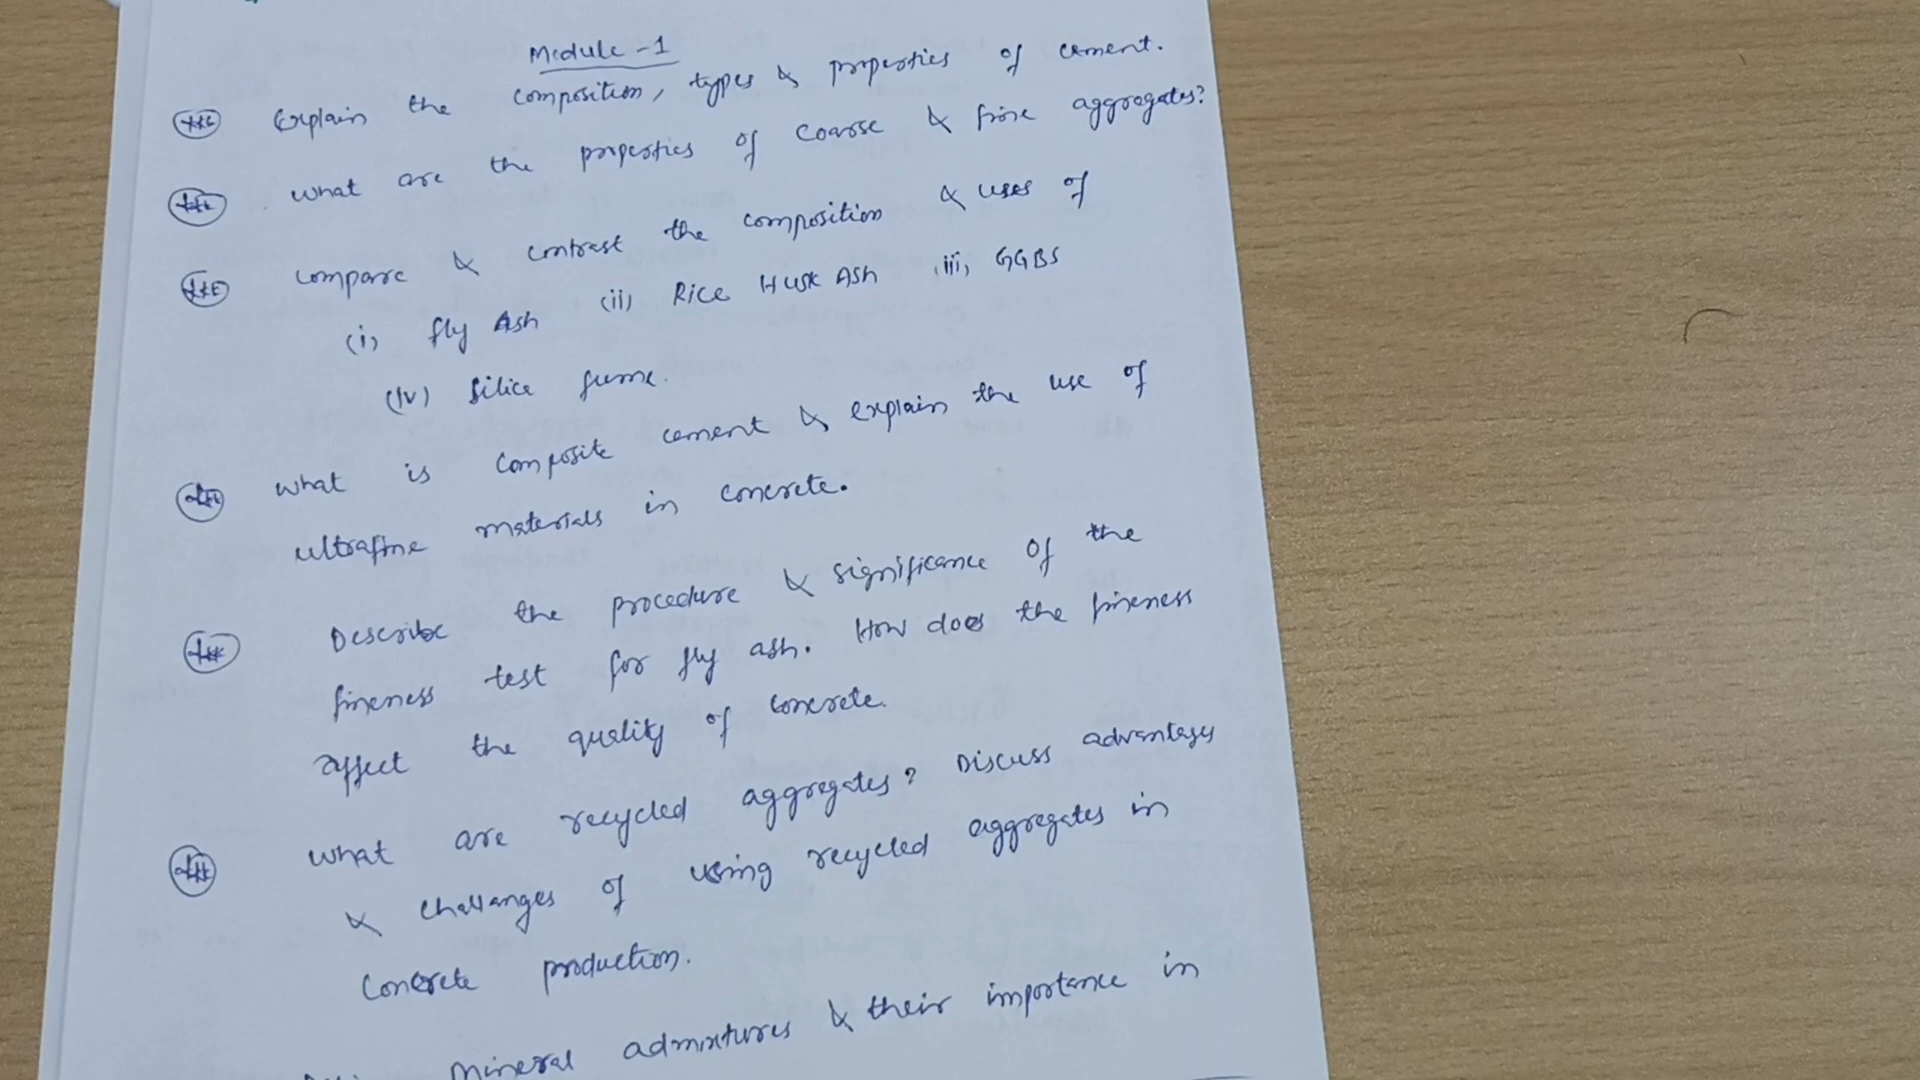 Module - 1
Explain the composition, types & properties of cement.
What are the properties of coarse & fine aggregates?
compare & contrast the composition & uses of
(i) fly Ash (ii) Rice Husk Ash (iii) GGBS
(iv) Silica fume.
what is composite cement & explain the use of
ultrafine materials in concrete.
Describe the procedure & significance of the
fineness test for fly ash. How does the fineness
affect the quality of concrete.
What are recycled aggregates? Discuss advantages
& challanges of using recycled aggregates in
concrete production.
Mineral admixtures & their importance in